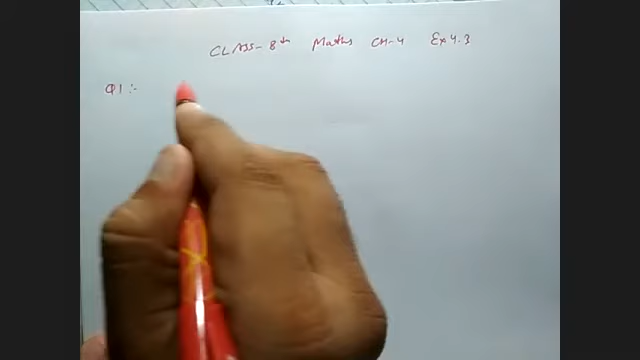 CLASS- 8th Maths CH-4 Ex 4.3
Q1 :-